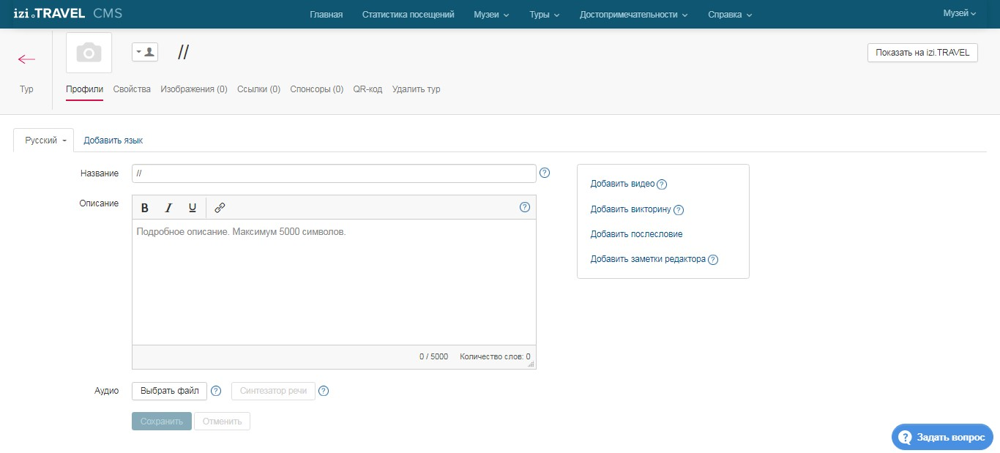 izi.TRAVEL CMS Главная Статистика посещений Музеи Туры Достопримечательности Справка Музей
// Показать на izi.TRAVEL
Тур Профили Свойства Изображения (0) Ссылки (0) Спонсоры (0) QR-код Удалить тур
Русский Добавить язык
Название // ?
Описание B I U ?
Подробное описание. Максимум 5000 символов.
0 / 5000 Количество слов: 0
Добавить видео ?
Добавить викторину ?
Добавить послесловие
Добавить заметки редактора ?
Аудио Выбрать файл ? Синтезатор речи ?
Сохранить Отменить
? Задать вопрос